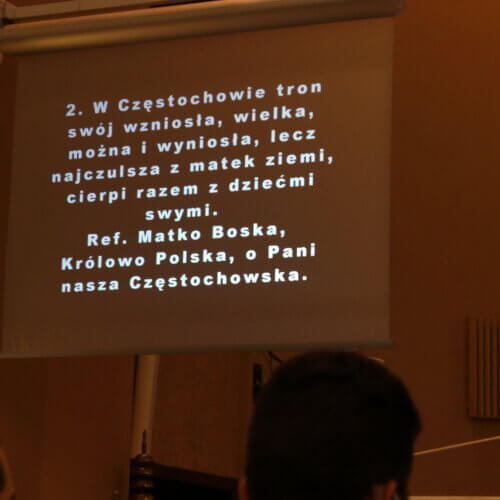 2. W Częstochowie tron
swój wzniosła, wielka,
można i wyniosła, lecz
najczulsza z matek ziemi,
cierpi razem z dziećmi
swymi.
Ref. Matko Boska,
Królowo Polska, o Pani
nasza Częstochowska.